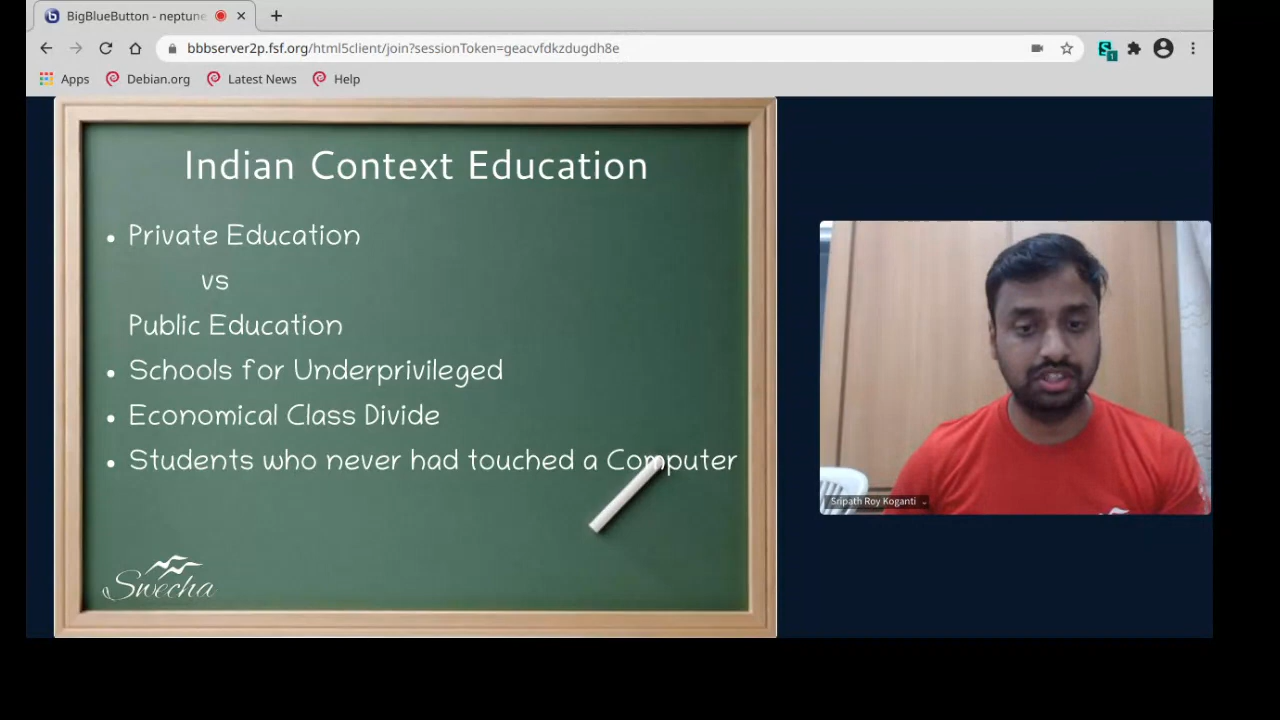 BigBlueButton - neptune
bbbserver2p.fsf.org/html5client/join?sessionToken=geacvfdkzdugdh8e
Apps Debian.org Latest News Help
Indian Context Education
• Private Education
vs
Public Education
• Schools for Underprivileged
• Economical Class Divide
• Students who never had touched a Computer
Sripath Roy Koganti
Swecha